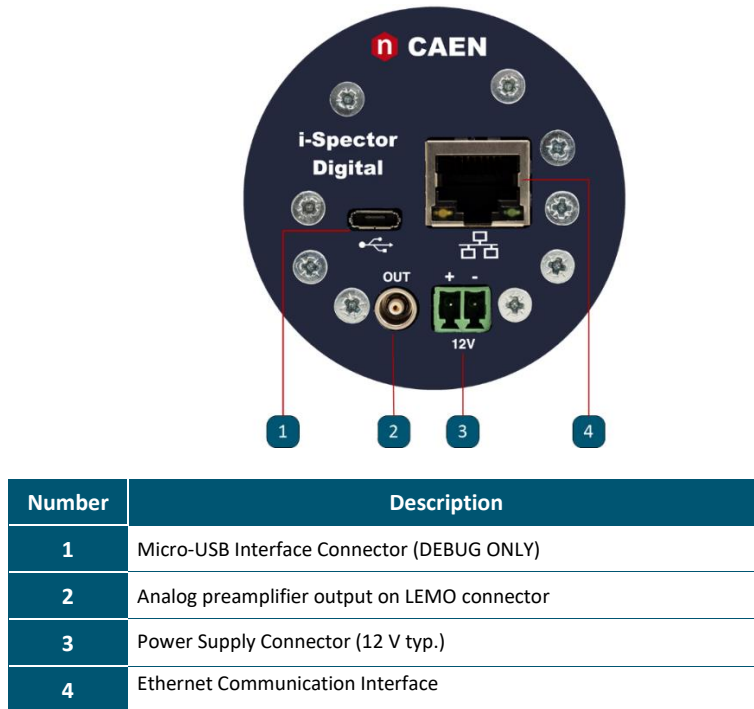 n CAEN
i-Spector
Digital
OUT
+ -
12V
1 2 3 4
Number Description
1 Micro-USB Interface Connector (DEBUG ONLY)
2 Analog preamplifier output on LEMO connector
3 Power Supply Connector (12 V typ.)
4 Ethernet Communication Interface